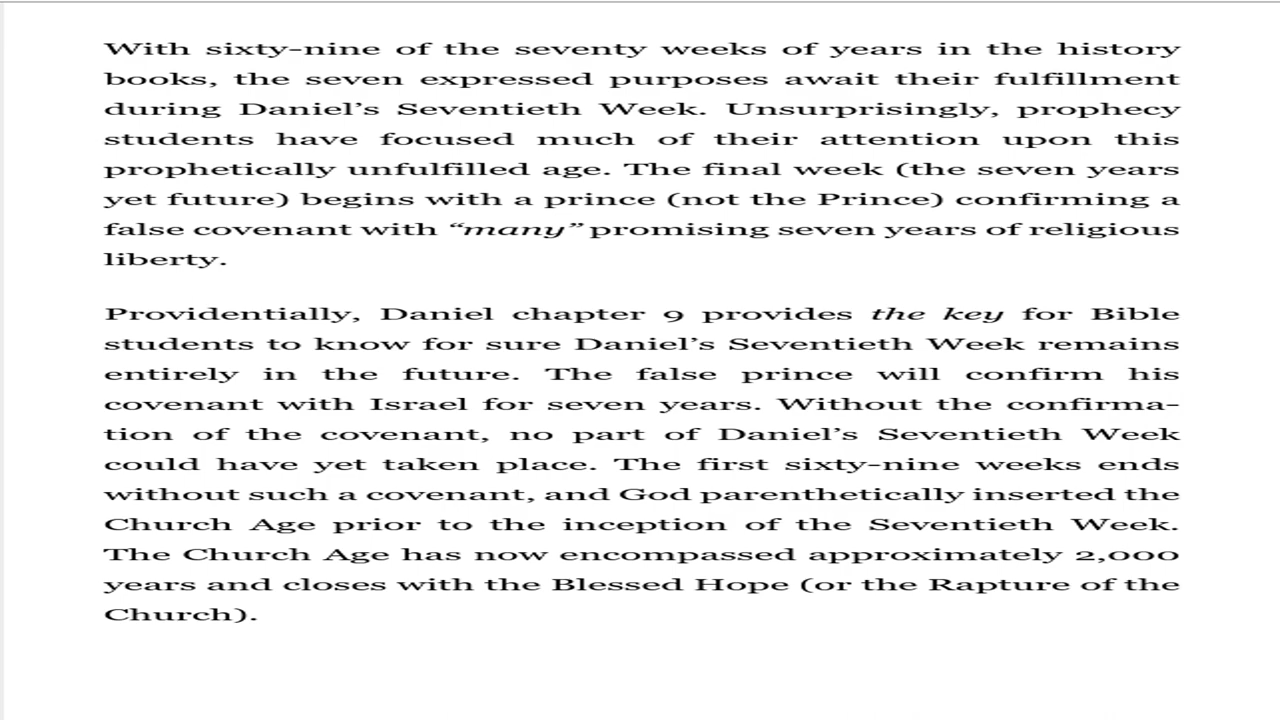 With sixty-nine of the seventy weeks of years in the history
books, the seven expressed purposes await their fulfillment
during Daniel’s Seventieth Week. Unsurprisingly, prophecy
students have focused much of their attention upon this
prophetically unfulfilled age. The final week (the seven years
yet future) begins with a prince (not the Prince) confirming a
false covenant with “many” promising seven years of religious
liberty.
Providentially, Daniel chapter 9 provides the key for Bible
students to know for sure Daniel’s Seventieth Week remains
entirely in the future. The false prince will confirm his
covenant with Israel for seven years. Without the confirma-
tion of the covenant, no part of Daniel’s Seventieth Week
could have yet taken place. The first sixty-nine weeks ends
without such a covenant, and God parenthetically inserted the
Church Age prior to the inception of the Seventieth Week.
The Church Age has now encompassed approximately 2,000
years and closes with the Blessed Hope (or the Rapture of the
Church).